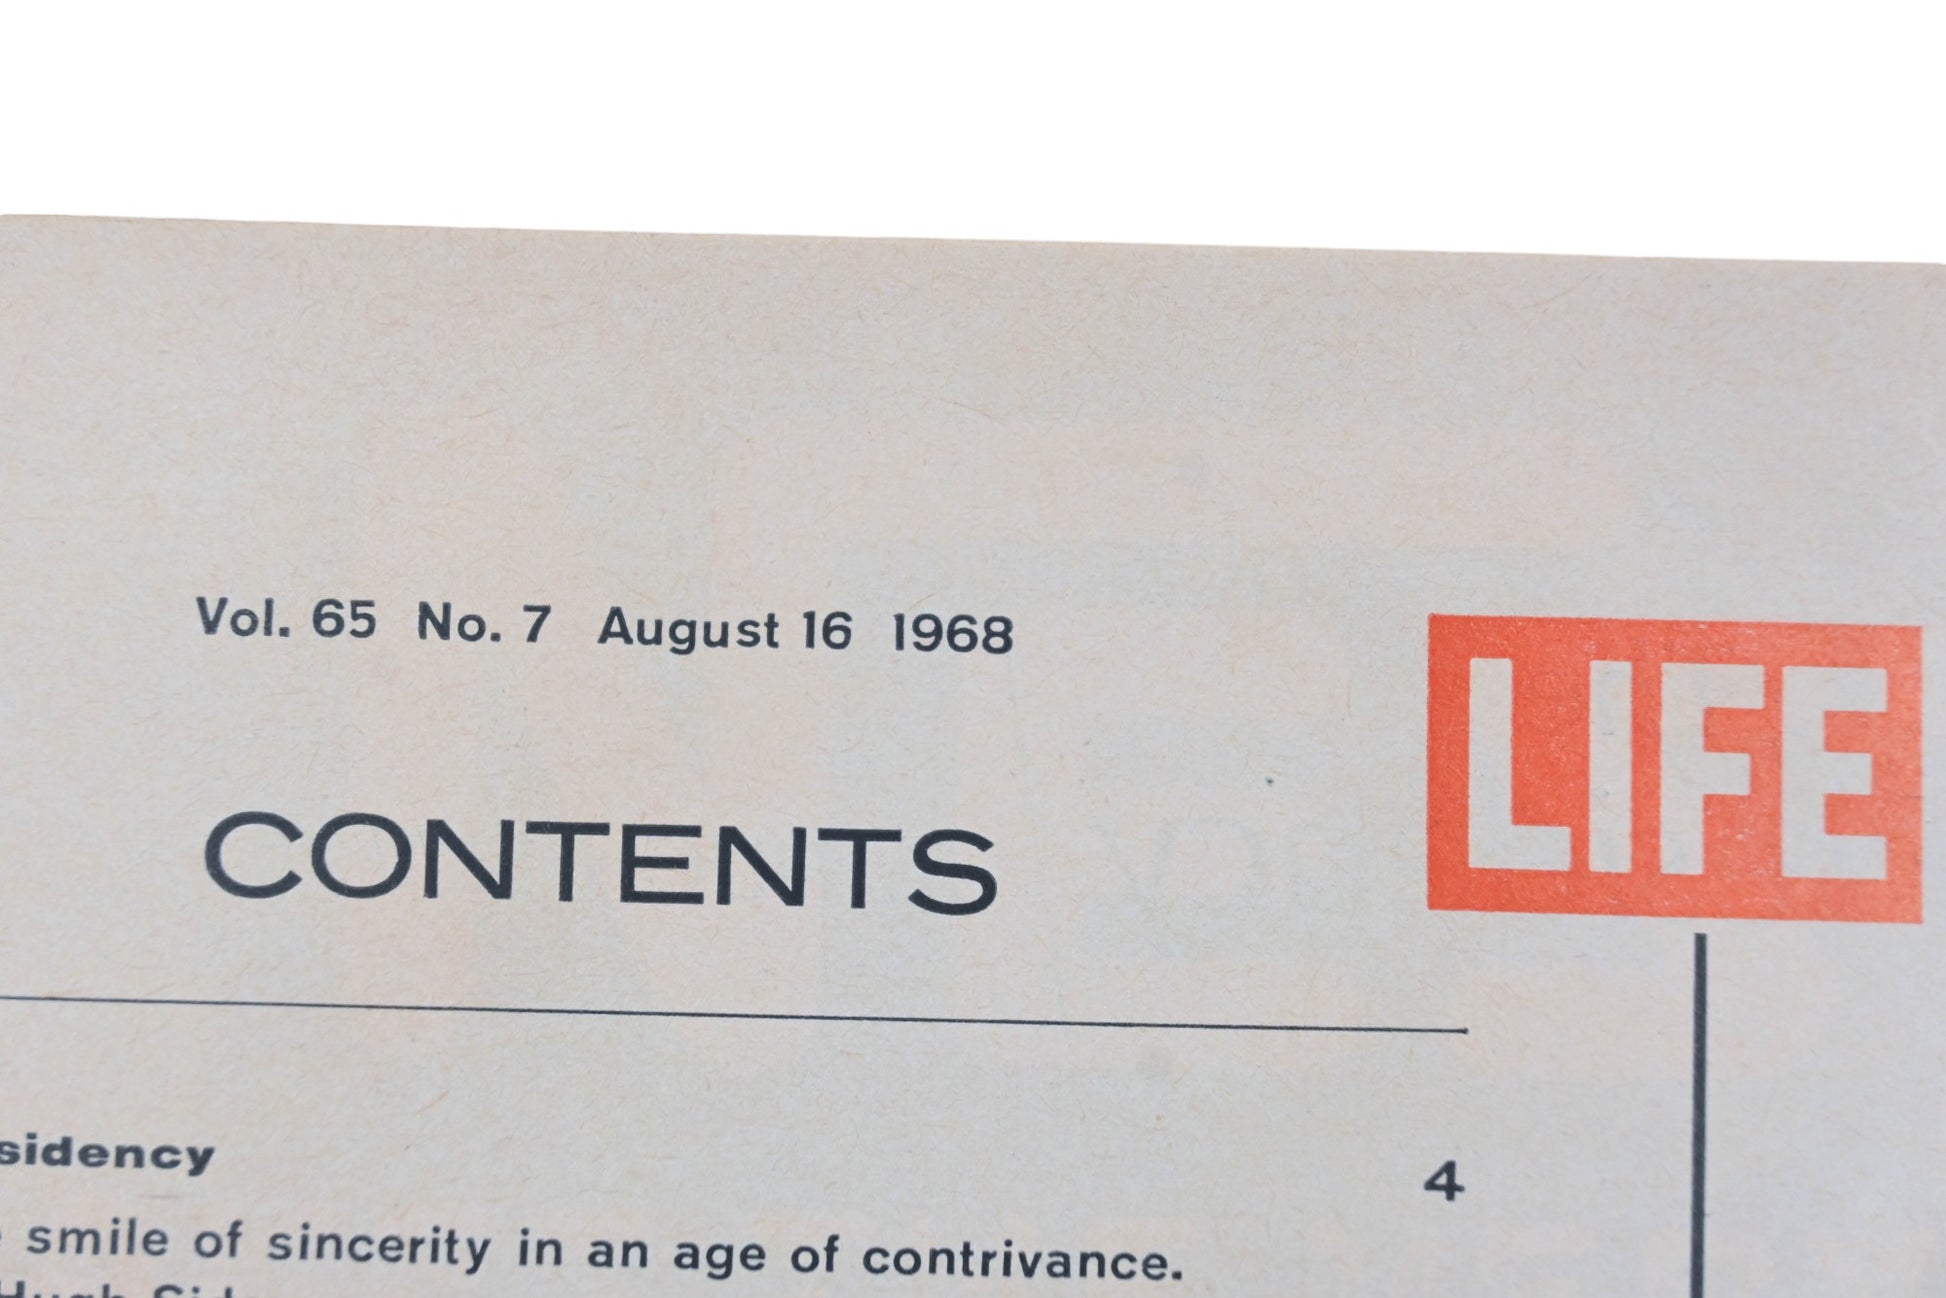 Vol. 65 No. 7 August 16 1968
LIFE
CONTENTS
sidency 4
smile of sincerity in an age of contrivance.
Hugh